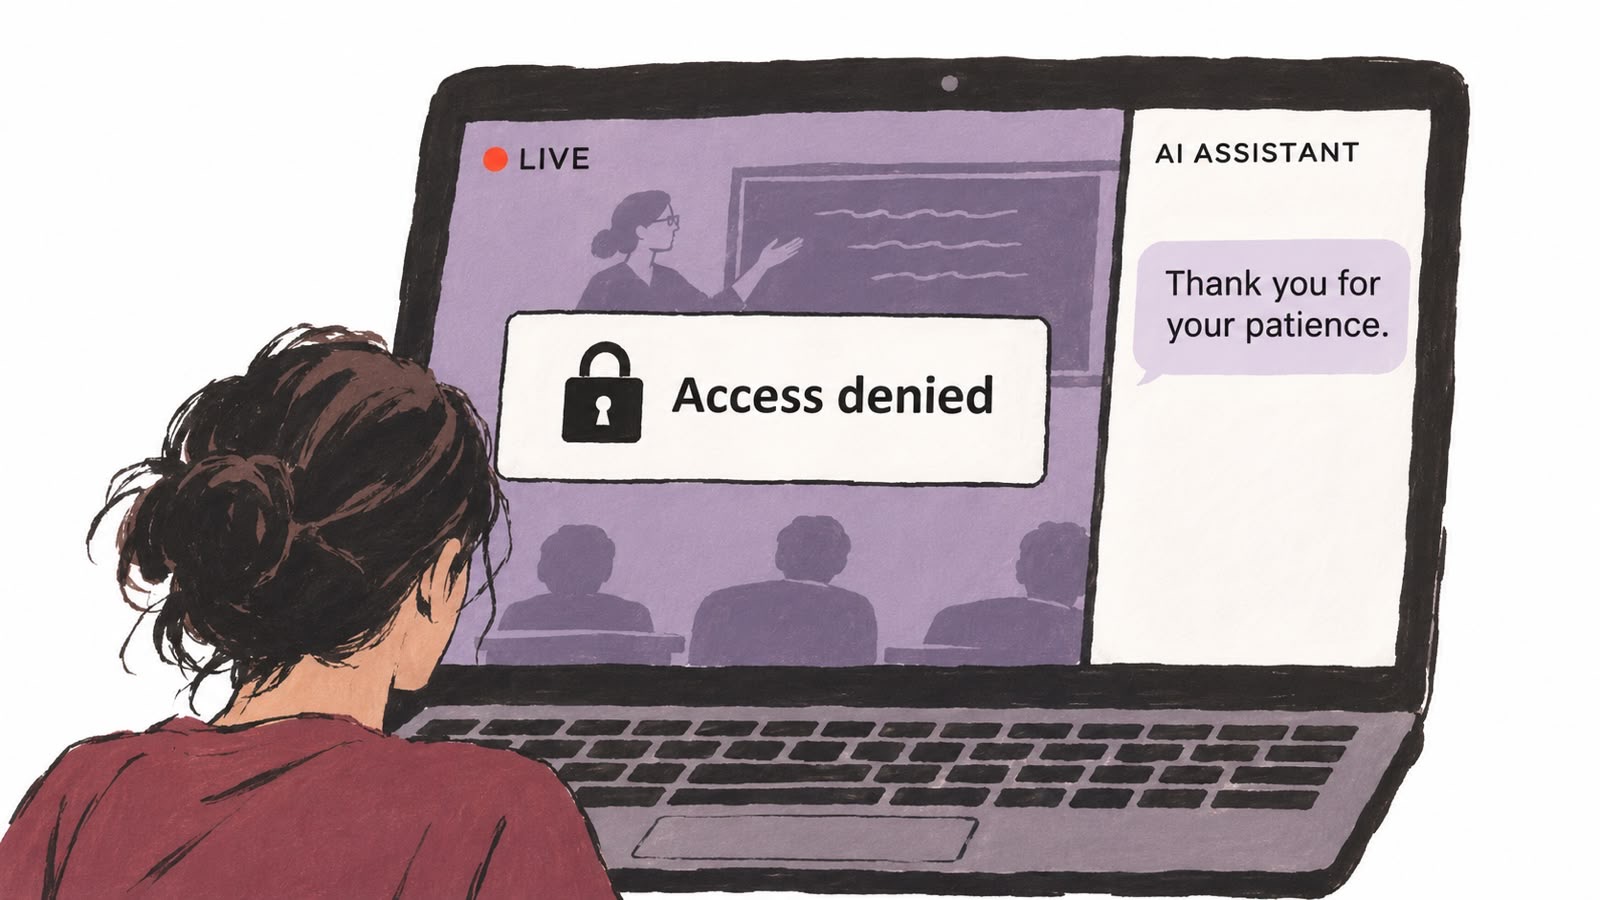 LIVE
Access denied
AI ASSISTANT
Thank you for
your patience.